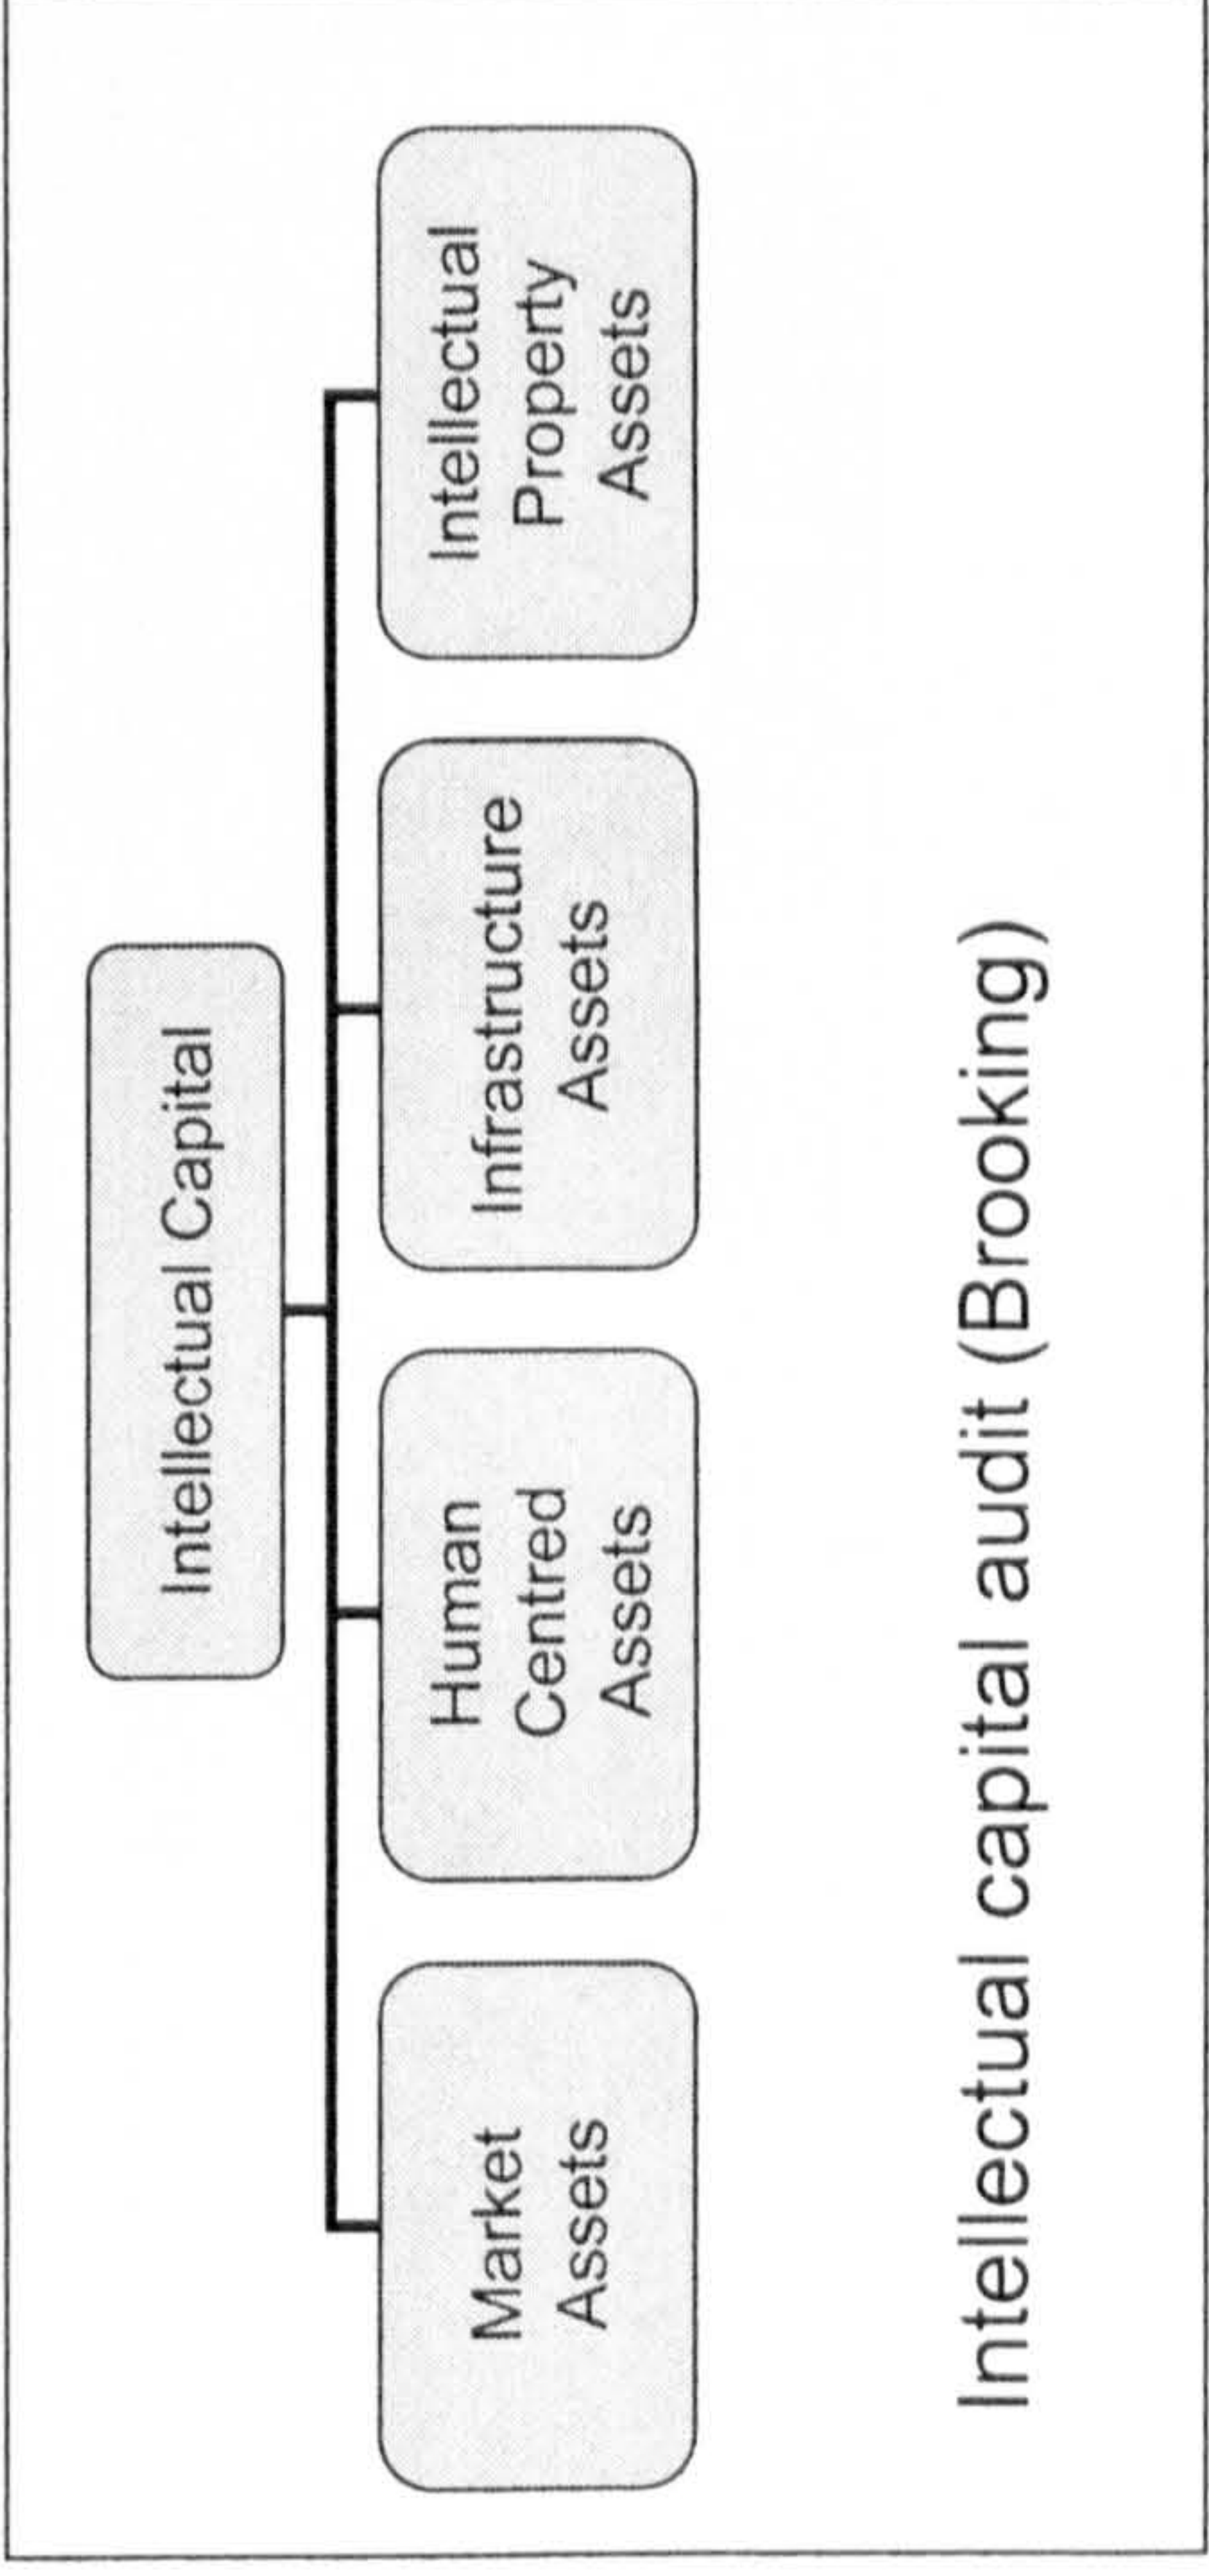 Intellectual Capital
Market
Assets
Human
Centred
Assets
Infrastructure
Assets
Intellectual
Property
Assets
Intellectual capital audit (Brooking)